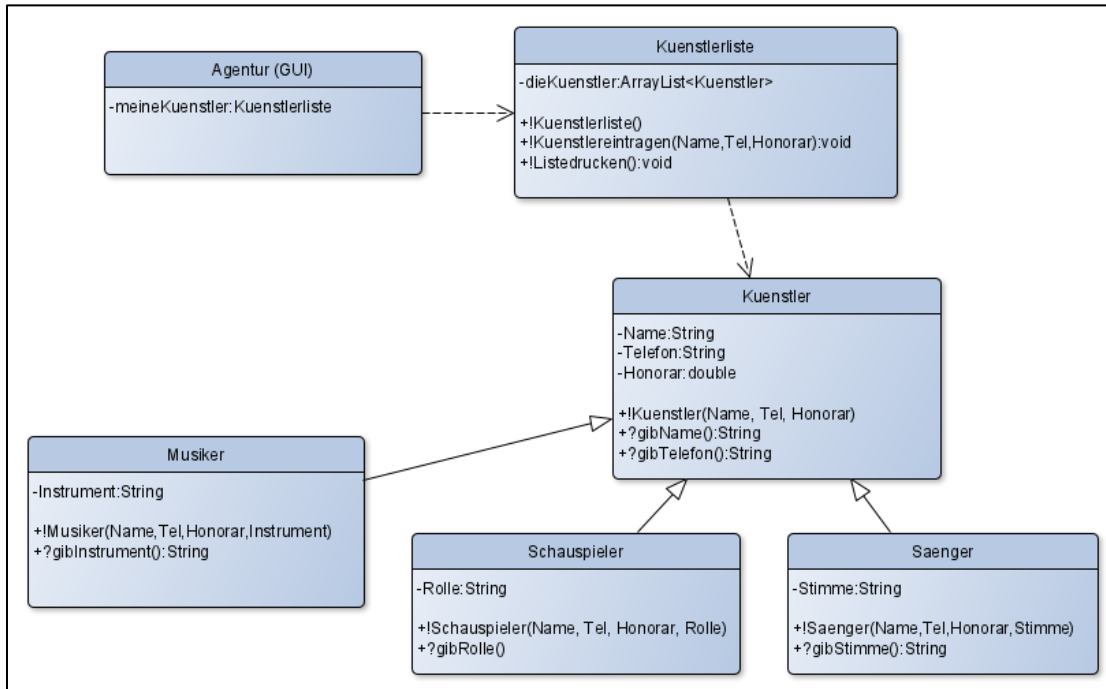 Agentur (GUI)
-meineKuenstler:Kuenstlerliste
Kuenstlerliste
-dieKuenstler:ArrayList<Kuenstler>
+!Kuenstlerliste()
+!Kuenstlereintragen(Name,Tel,Honorar):void
+!Listedrucken():void
Kuenstler
-Name:String
-Telefon:String
-Honorar:double
+!Kuenstler(Name, Tel, Honorar)
+?gibName():String
+?gibTelefon():String
Musiker
-Instrument:String
+!Musiker(Name,Tel,Honorar,Instrument)
+?gibInstrument():String
Schauspieler
-Rolle:String
+!Schauspieler(Name, Tel, Honorar, Rolle)
+?gibRolle()
Saenger
-Stimme:String
+!Saenger(Name,Tel,Honorar,Stimme)
+?gibStimme():String